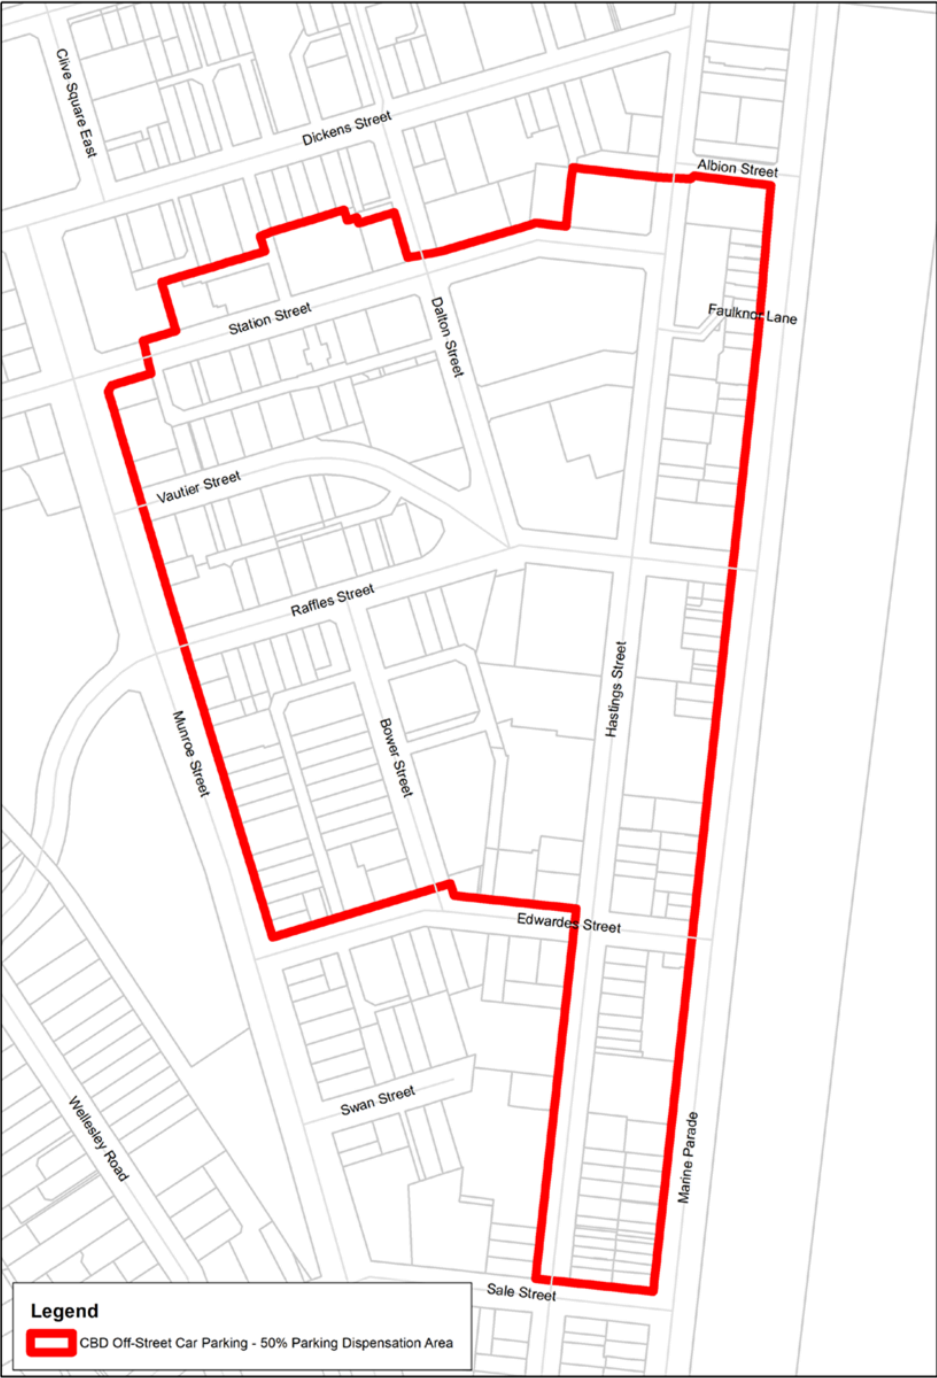 Clive Square East
Dickens Street
Albion Street
Station Street
Dalton Street
Faulknor Lane
Vautier Street
Raffles Street
Hastings Street
Munroe Street
Bower Street
Edwardes Street
Swan Street
Wellesley Road
Marine Parade
Sale Street
Legend
CBD Off-Street Car Parking - 50% Parking Dispensation Area